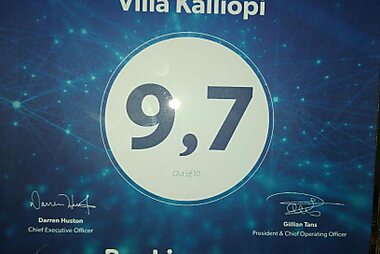 Villa Kalliopi
9,7
Out of 10
Darren Huston
Chief Executive Officer
Gillian Tans
President & Chief Operating Officer